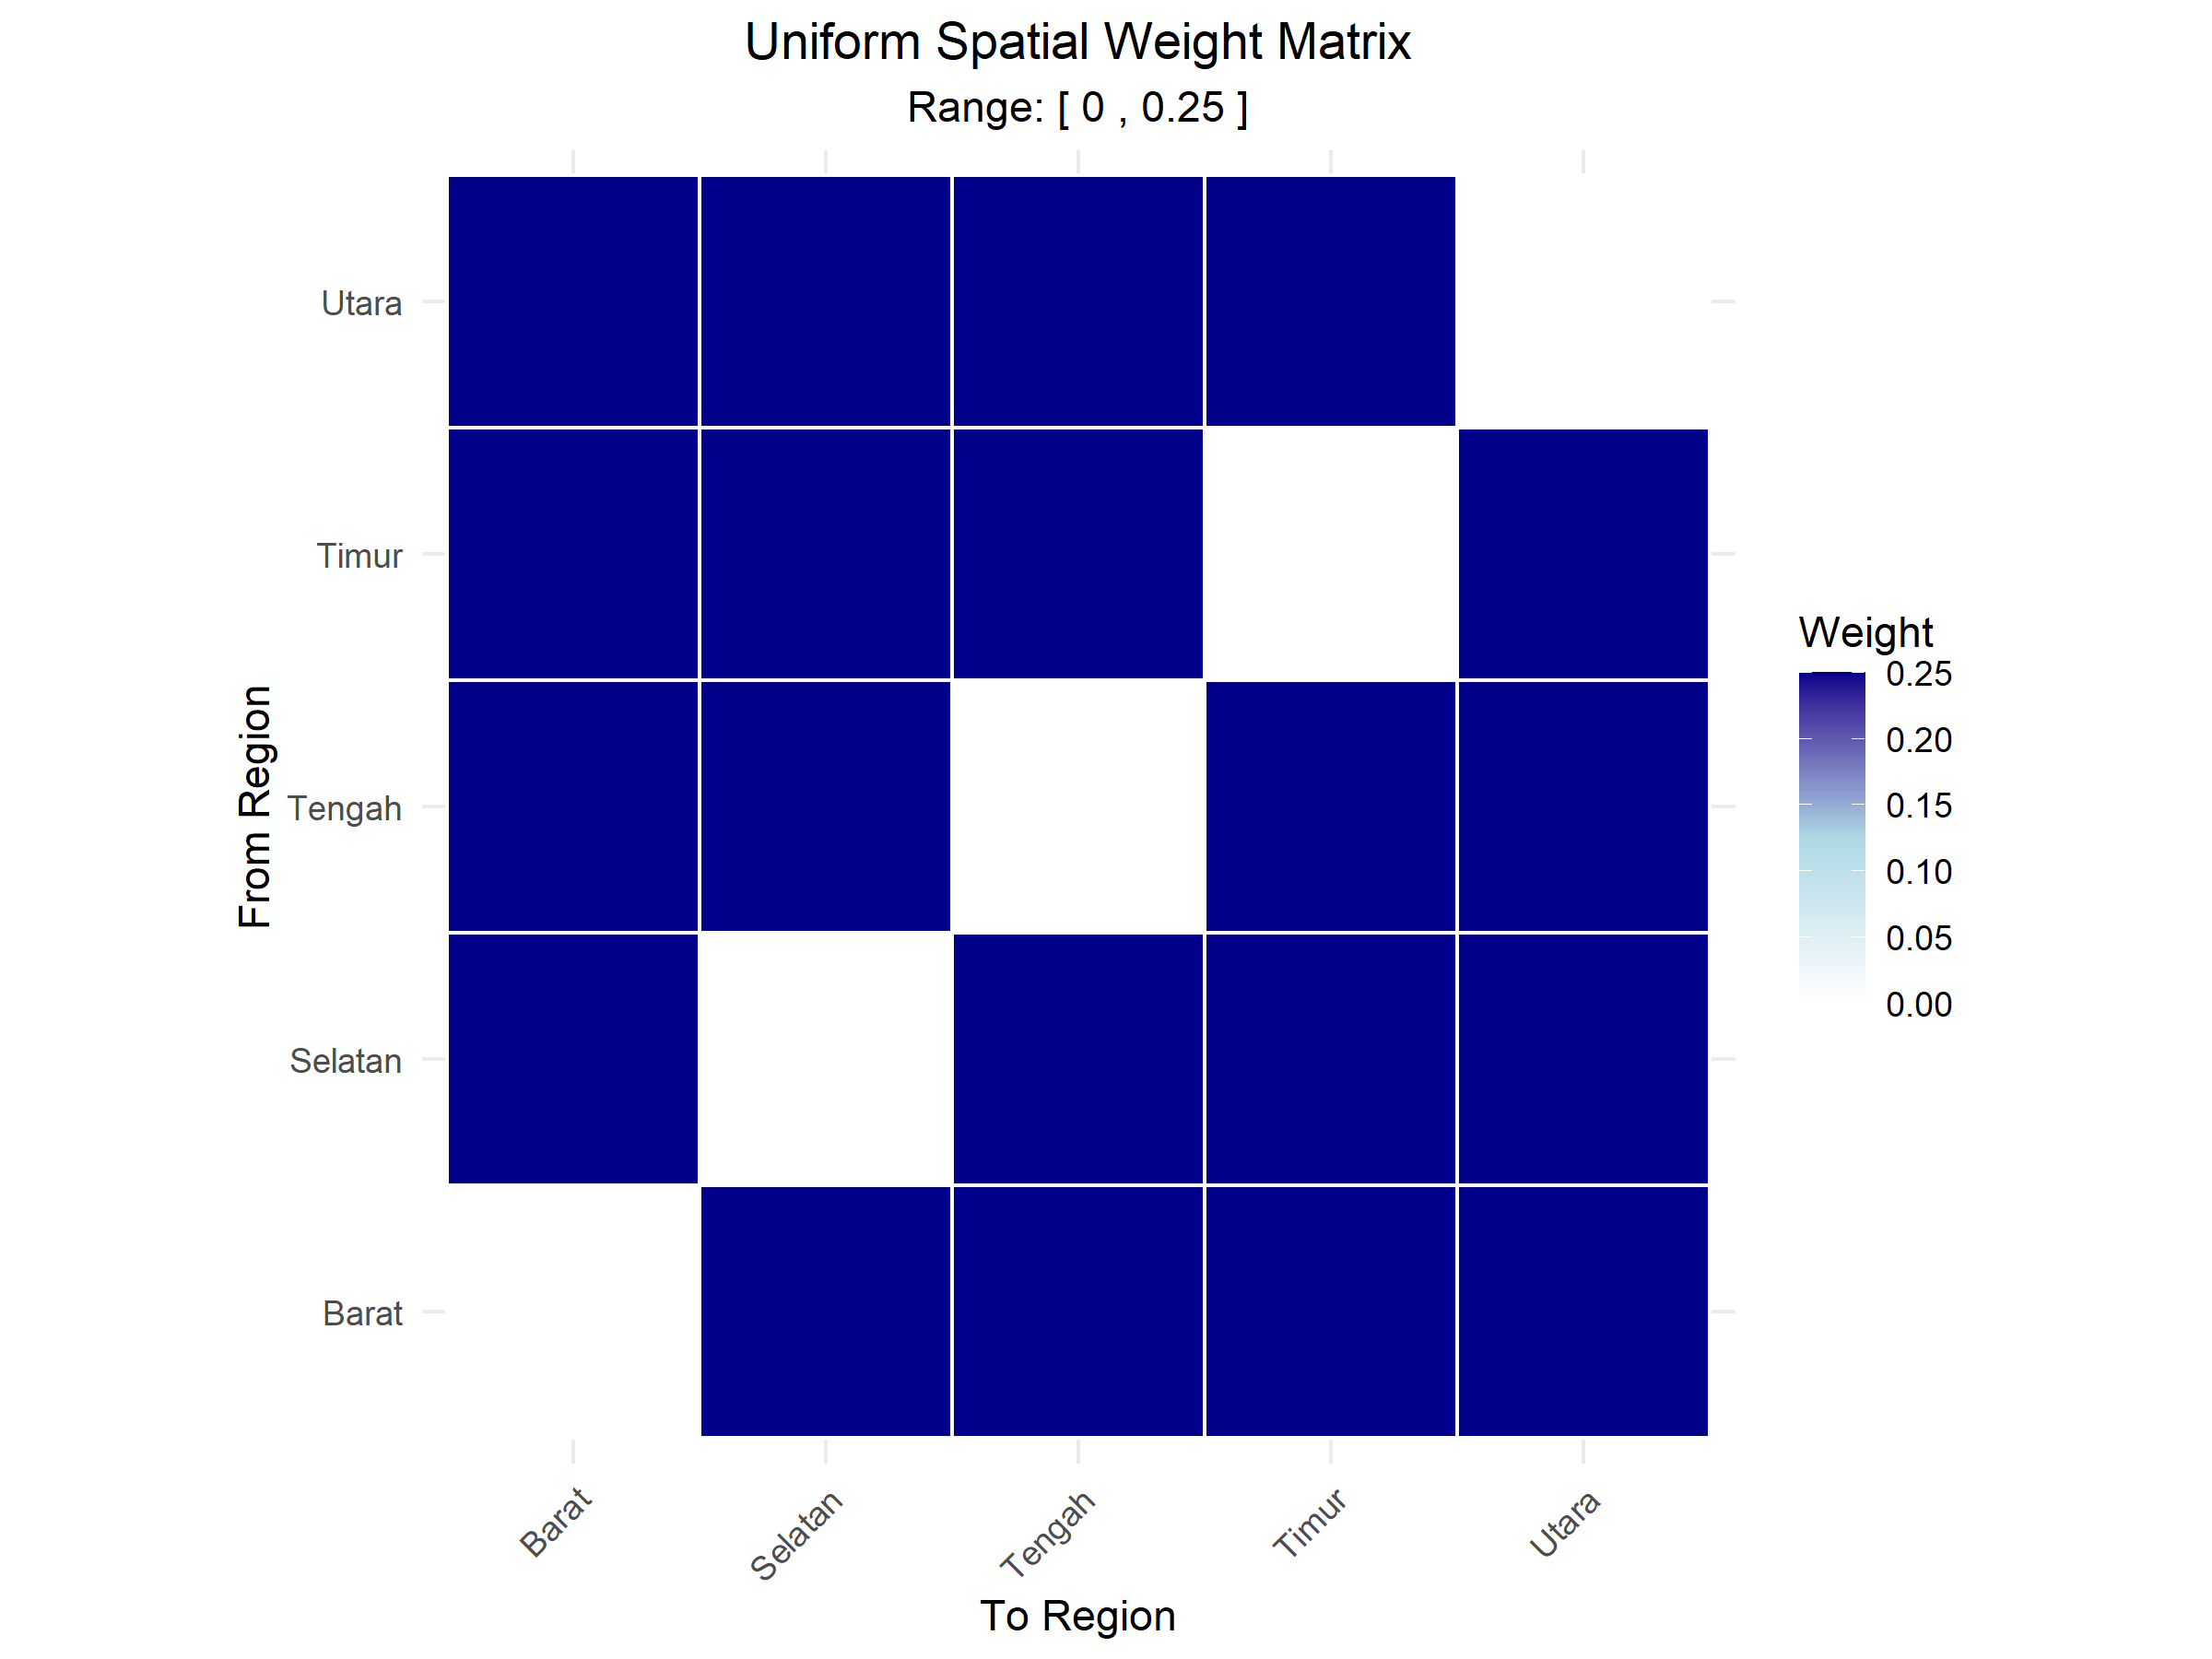 Uniform Spatial Weight Matrix
Range: [ 0 , 0.25 ]
From Region
Utara
Timur
Tengah
Selatan
Barat
Barat
Selatan
Tengah
Timur
Utara
To Region
Weight
0.25
0.20
0.15
0.10
0.05
0.00